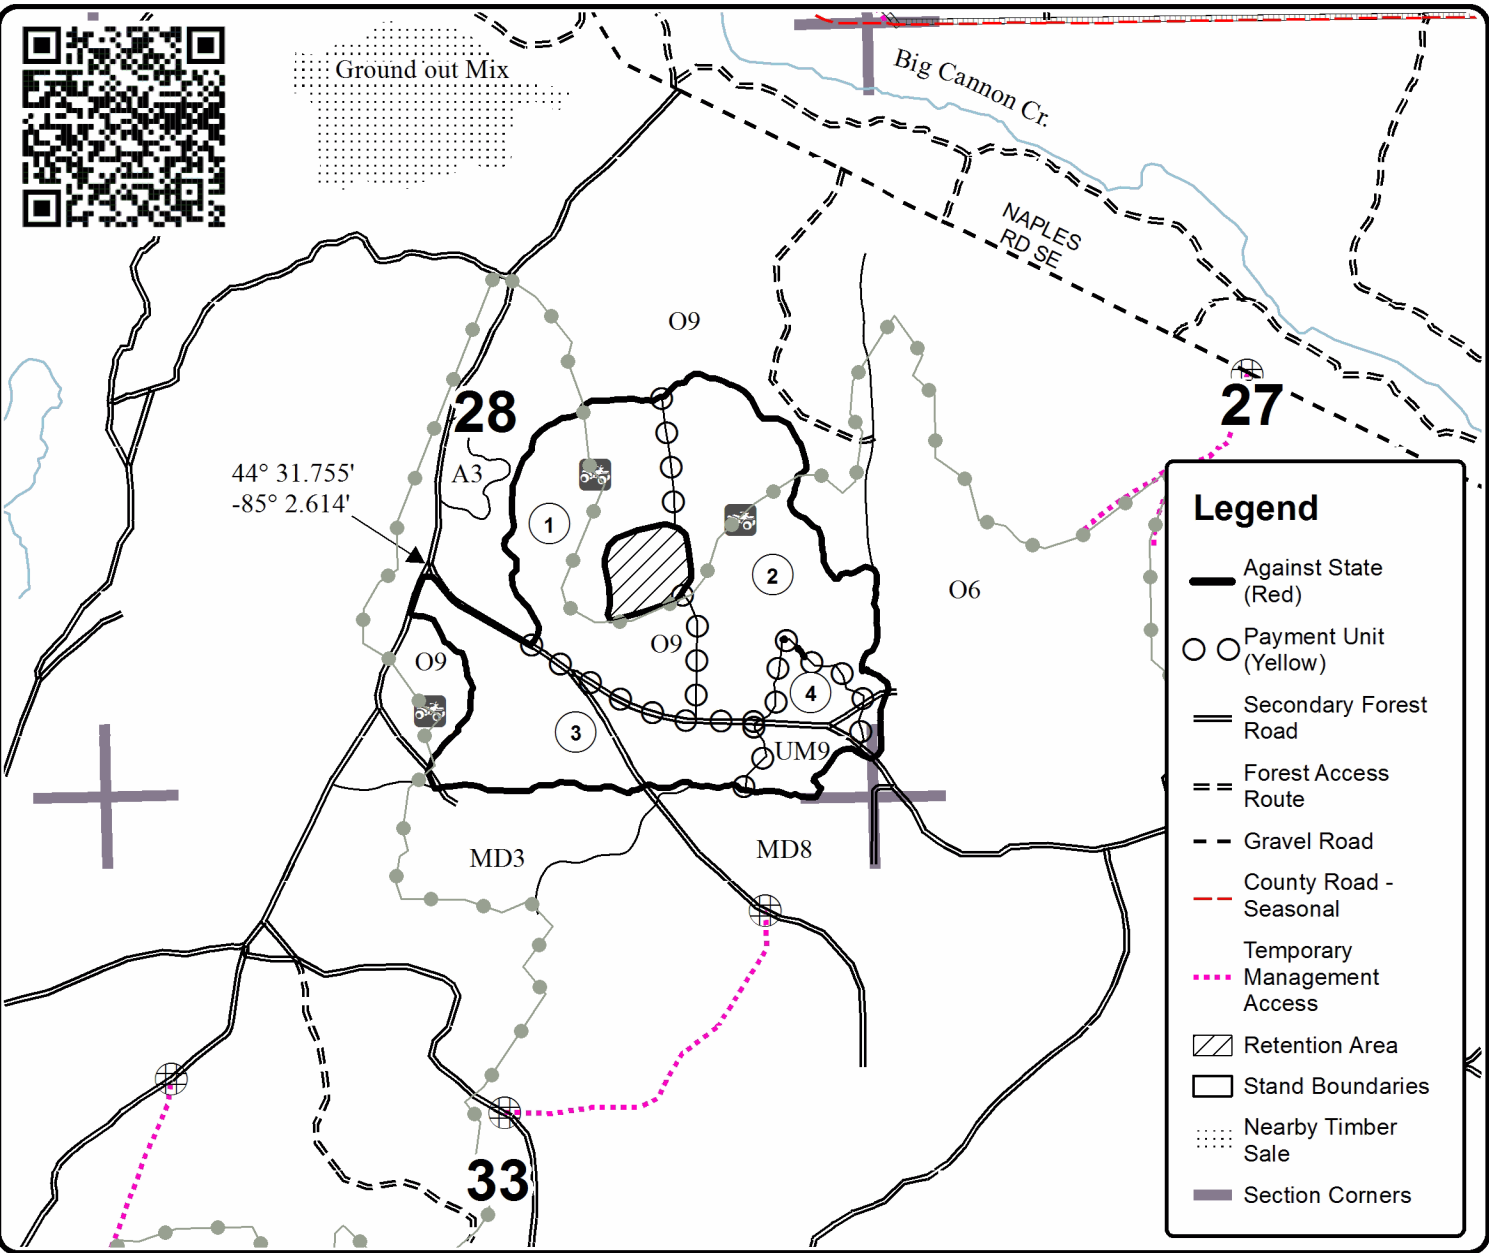 Ground out Mix
Big Cannon Cr.
NAPLES
RD SE
O9
28
27
A3
44° 31.755'
-85° 2.614'
1
2
O6
O9
O9
4
3
UM9
MD3
MD8
33
Legend
Against State
(Red)
Payment Unit
(Yellow)
Secondary Forest
Road
Forest Access
Route
Gravel Road
County Road -
Seasonal
Temporary
Management
Access
Retention Area
Stand Boundaries
Nearby Timber
Sale
Section Corners